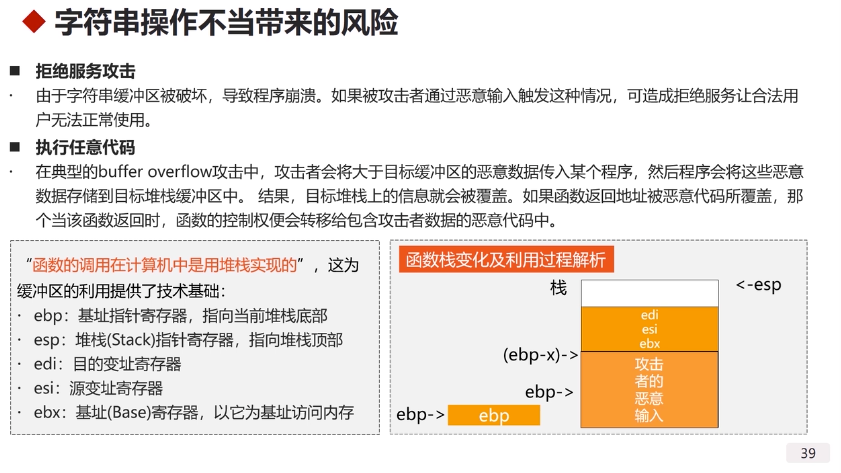 字符串操作不当带来的风险
拒绝服务攻击
· 由于字符串缓冲区被破坏，导致程序崩溃。如果被攻击者通过恶意输入触发这种情况，可造成拒绝服务让合法用
户无法正常使用。
执行任意代码
· 在典型的buffer overflow攻击中，攻击者会将大于目标缓冲区的恶意数据传入某个程序，然后程序会将这些恶意
数据存储到目标堆栈缓冲区中。 结果，目标堆栈上的信息就会被覆盖。如果函数返回地址被恶意代码所覆盖，那
个当该函数返回时，函数的控制权便会转移给包含攻击者数据的恶意代码中。
“函数的调用在计算机中是用堆栈实现的”，这为
缓冲区的利用提供了技术基础：
· ebp：基址指针寄存器，指向当前堆栈底部
· esp：堆栈(Stack)指针寄存器，指向堆栈顶部
· edi：目的变址寄存器
· esi：源变址寄存器
· ebx：基址(Base)寄存器，以它为基址访问内存
函数栈变化及利用过程解析
栈
<-esp
edi
esi
ebx
(ebp-x)->
攻击
者的
恶意
输入
ebp->
ebp->
ebp
39